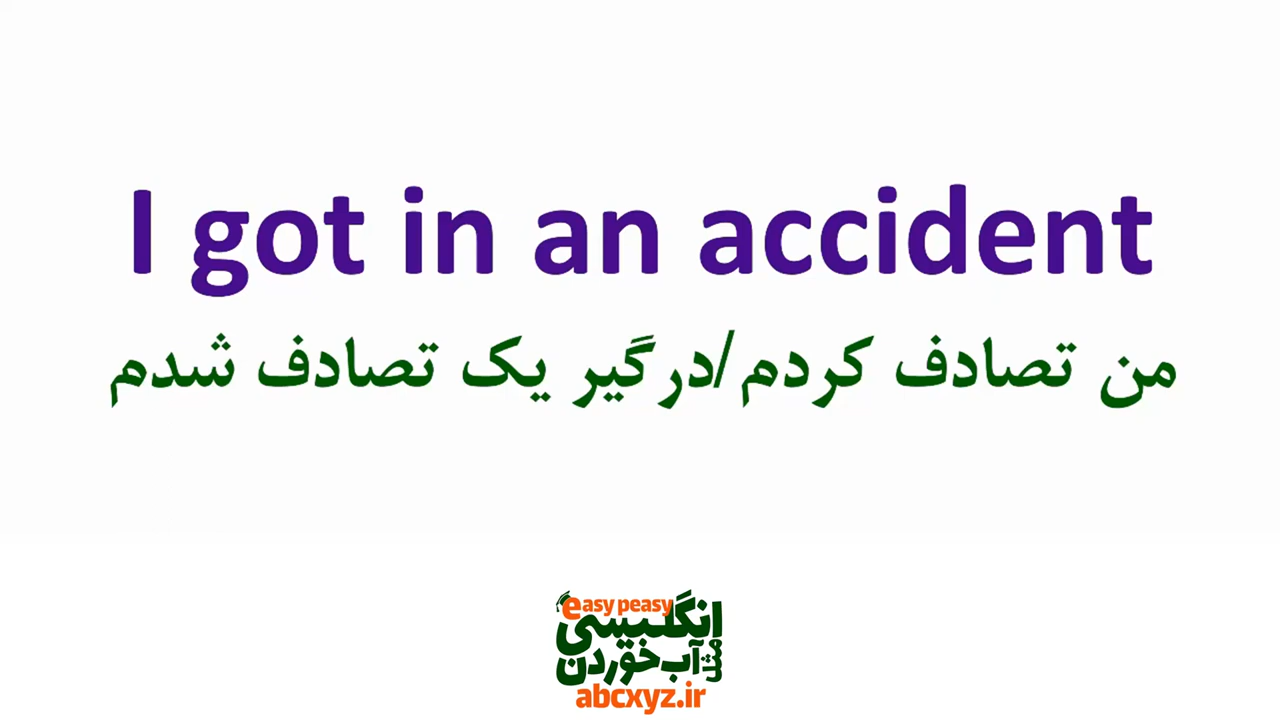 I got in an accident
من تصادف کردم/درگیر یک تصادف شدم
easy peasy
انگلیسی
مثل
آب خوردن
abcxyz.ir